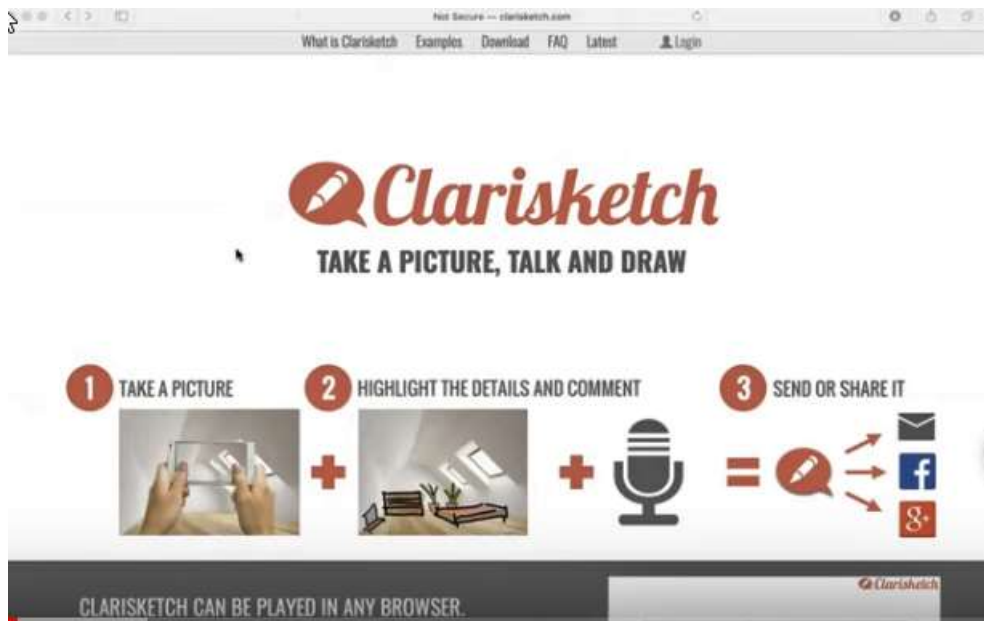 Not Secure — clarisketch.com
What is Clarisketch Examples Download FAQ Latest Login
Clarisketch
TAKE A PICTURE, TALK AND DRAW
1 TAKE A PICTURE
2 HIGHLIGHT THE DETAILS AND COMMENT
3 SEND OR SHARE IT
f
g+
Clarisketch
CLARISKETCH CAN BE PLAYED IN ANY BROWSER.